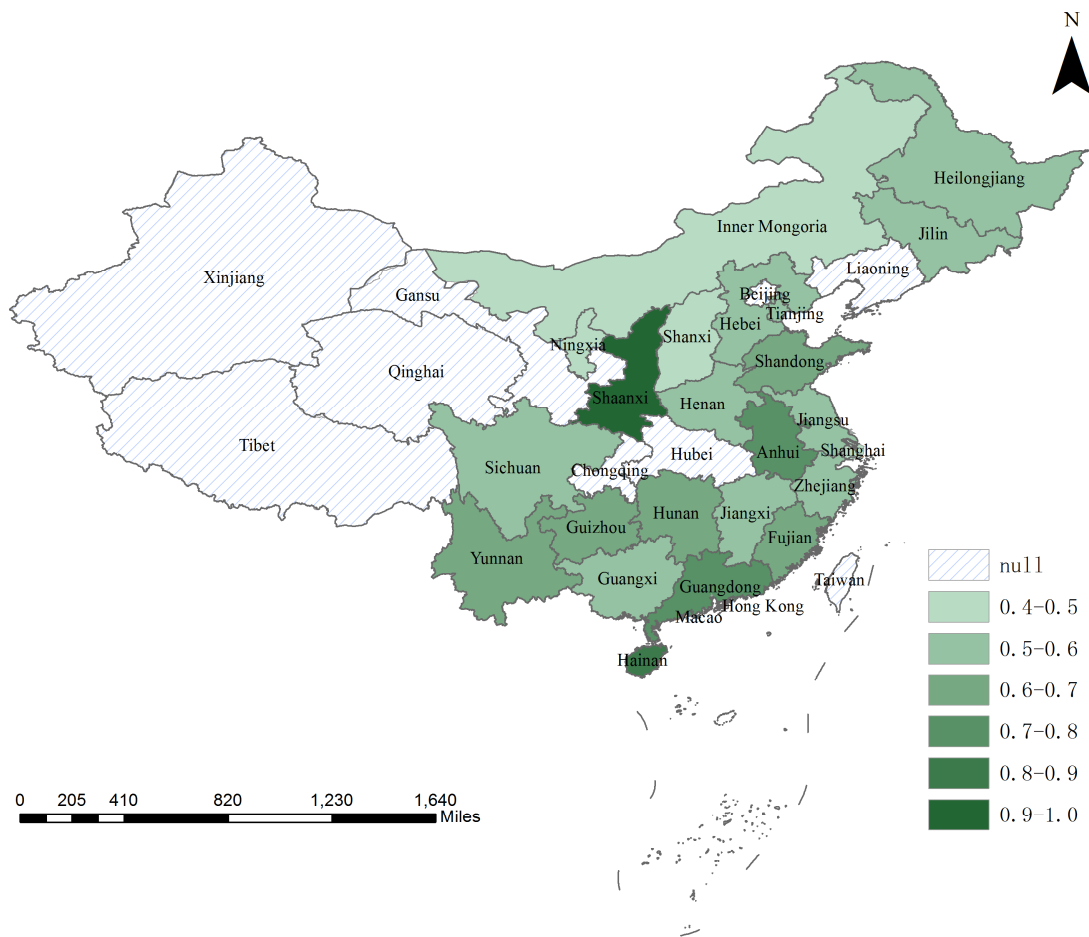 N
Heilongjiang
Jilin
Inner Mongoria
Liaoning
Xinjiang
Gansu
Beijing
Tianjing
Hebei
Shanxi
Ningxia
Shandong
Qinghai
Shaanxi
Henan
Jiangsu
Tibet
Sichuan
Chongqing
Hubei
Anhui
Shanghai
Zhejiang
Yunnan
Guizhou
Hunan
Jiangxi
Fujian
Guangxi
Guangdong
Taiwan
Macao
Hong Kong
Hainan
null
0.4-0.5
0.5-0.6
0.6-0.7
0.7-0.8
0.8-0.9
0.9-1.0
0 205 410 820 1,230 1,640
Miles